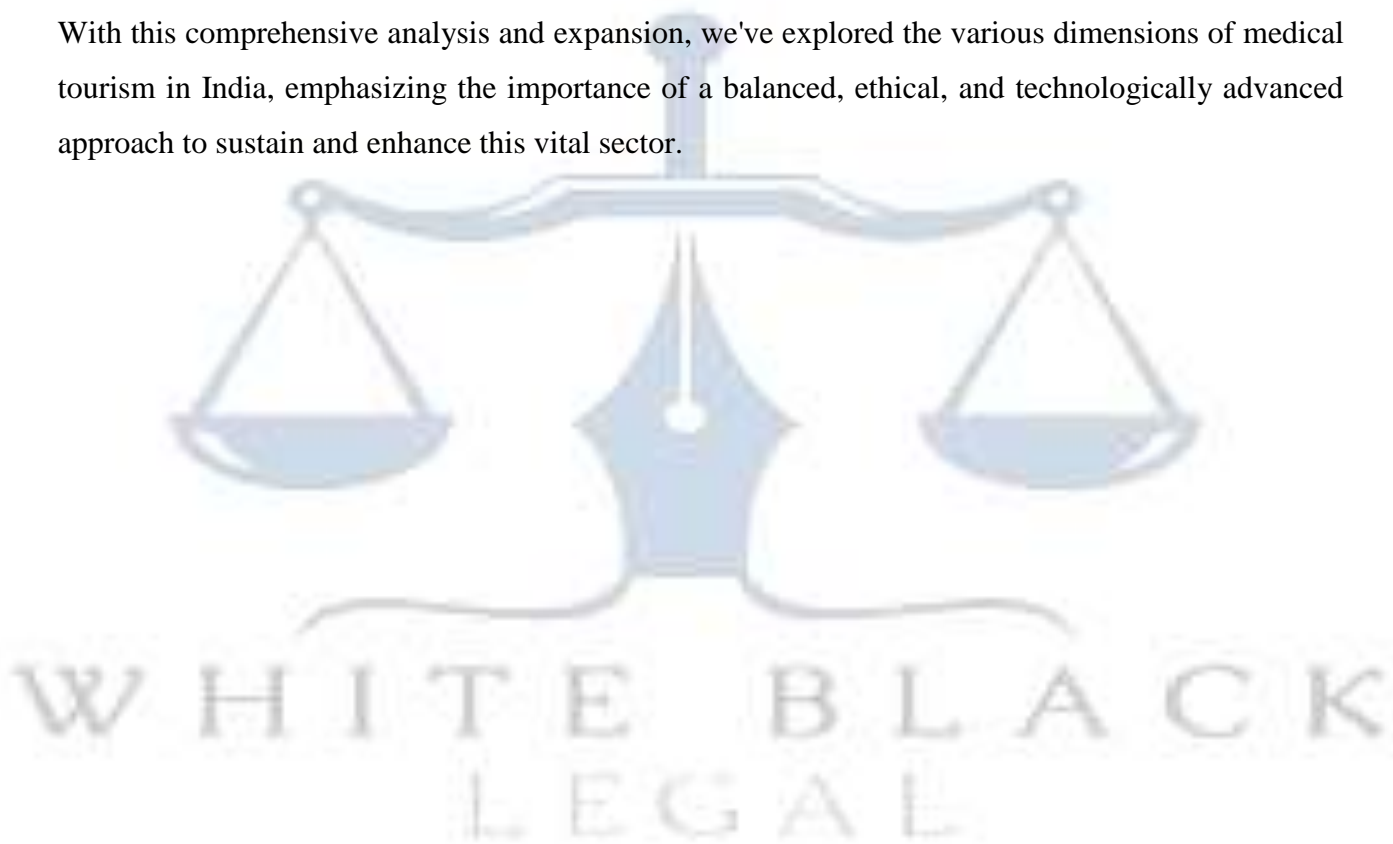 With this comprehensive analysis and expansion, we've explored the various dimensions of medical
tourism in India, emphasizing the importance of a balanced, ethical, and technologically advanced
approach to sustain and enhance this vital sector.
WHITE BLACK
LEGAL